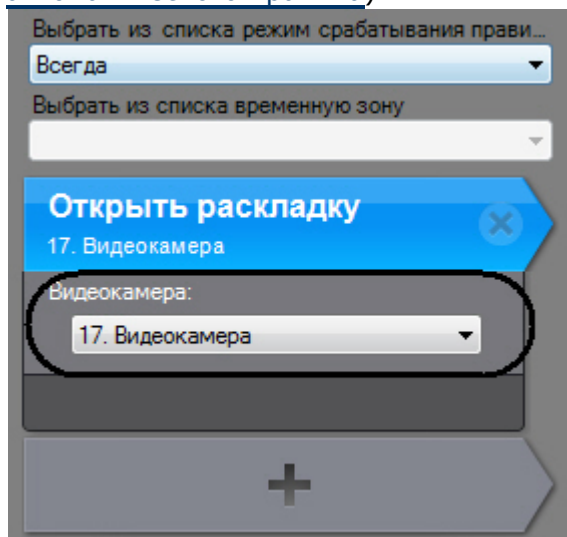 Выбрать из списка режим срабатывания прави...
Всегда
Выбрать из списка временную зону
Открыть раскладку
17. Видеокамера
Видеокамера:
17. Видеокамера